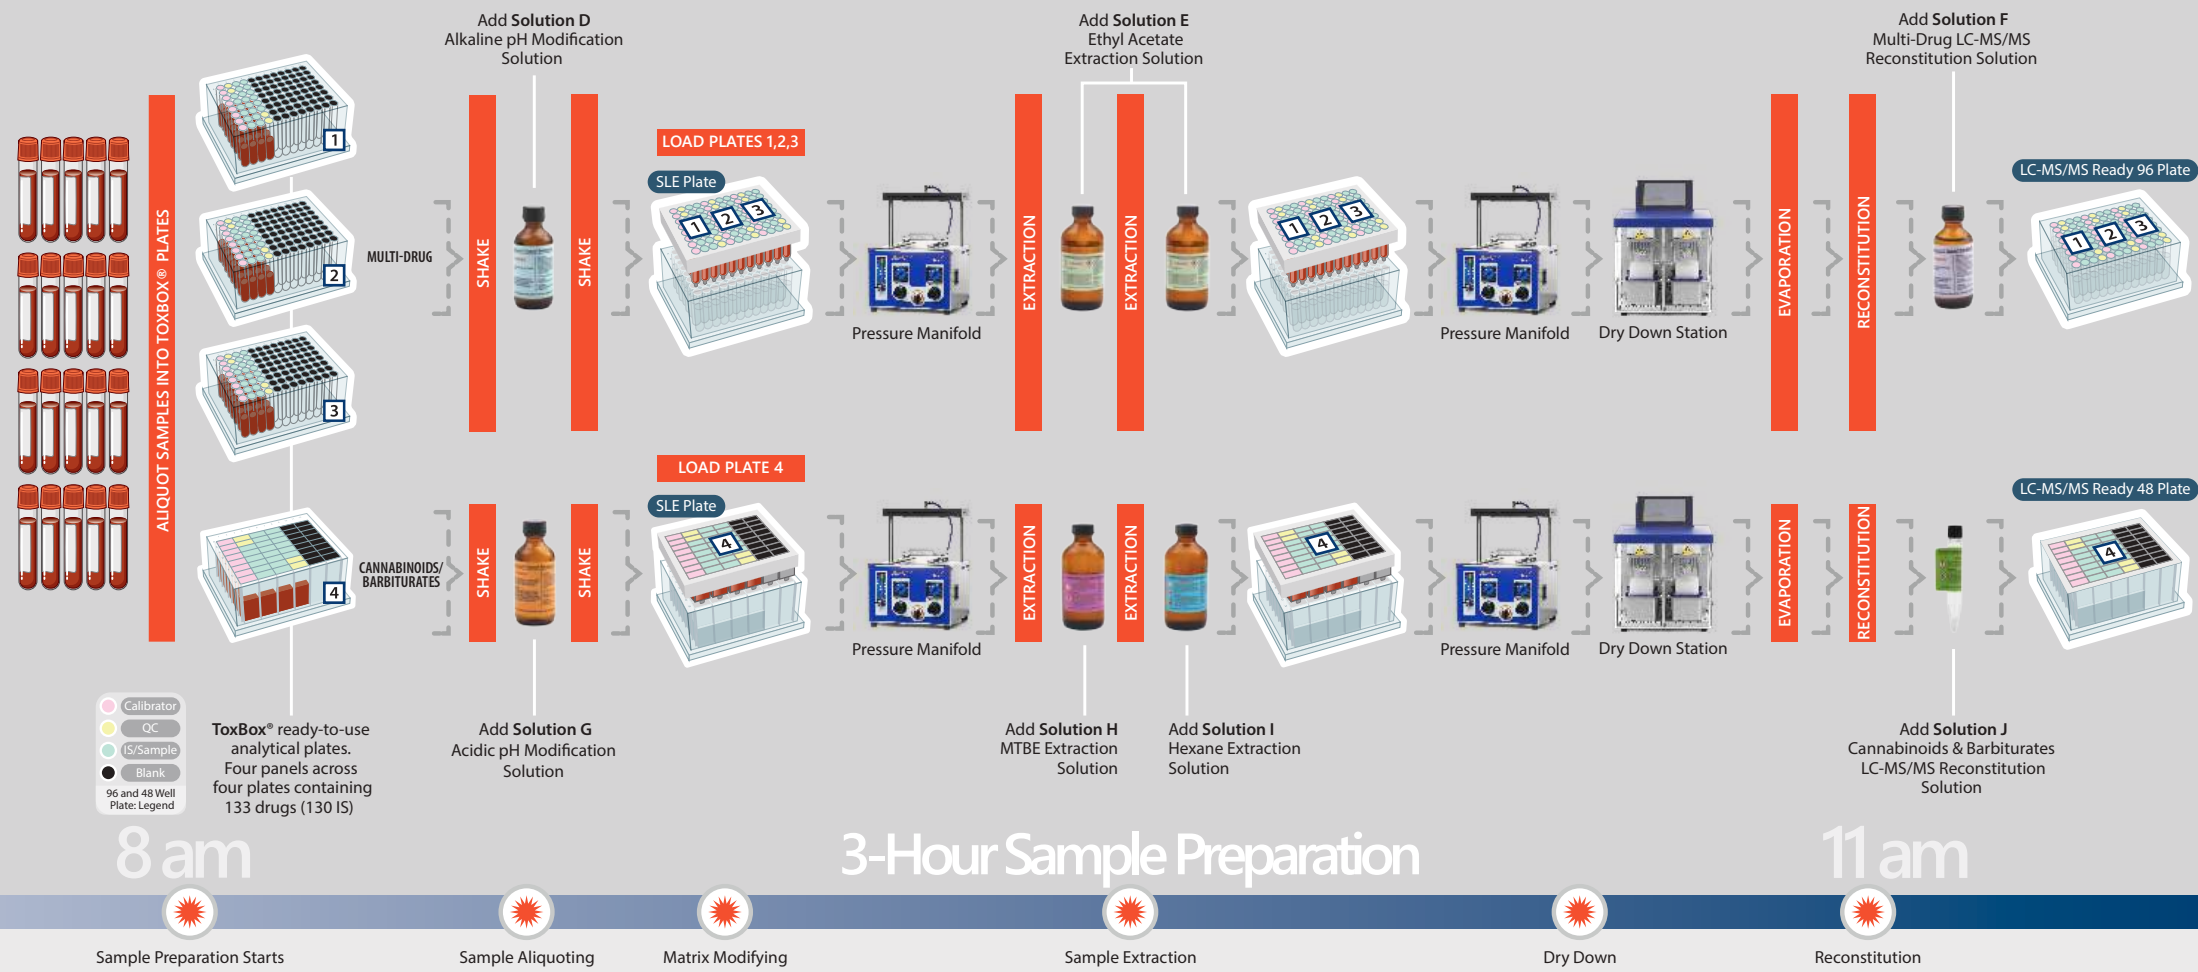 Add Solution D
Alkaline pH Modification
Solution
Add Solution E
Ethyl Acetate
Extraction Solution
Add Solution F
Multi-Drug LC-MS/MS
Reconstitution Solution
ALIQUOT SAMPLES INTO TOXBOX® PLATES
1
2
3
MULTI-DRUG
SHAKE
SHAKE
LOAD PLATES 1,2,3
SLE Plate
1 2 3
Pressure Manifold
EXTRACTION
EXTRACTION
1 2 3
Pressure Manifold
Dry Down Station
EVAPORATION
RECONSTITUTION
LC-MS/MS Ready 96 Plate
1 2 3
4
CANNABINOIDS/
BARBITURATES
SHAKE
SHAKE
LOAD PLATE 4
SLE Plate
4
Pressure Manifold
EXTRACTION
EXTRACTION
4
Pressure Manifold
Dry Down Station
EVAPORATION
RECONSTITUTION
LC-MS/MS Ready 48 Plate
4
Calibrator
QC
IS/Sample
Blank
96 and 48 Well
Plate: Legend
ToxBox® ready-to-use
analytical plates.
Four panels across
four plates containing
133 drugs (130 IS)
Add Solution G
Acidic pH Modification
Solution
Add Solution H
MTBE Extraction
Solution
Add Solution I
Hexane Extraction
Solution
Add Solution J
Cannabinoids & Barbiturates
LC-MS/MS Reconstitution
Solution
8 am
3-Hour Sample Preparation
11 am
Sample Preparation Starts
Sample Aliquoting
Matrix Modifying
Sample Extraction
Dry Down
Reconstitution